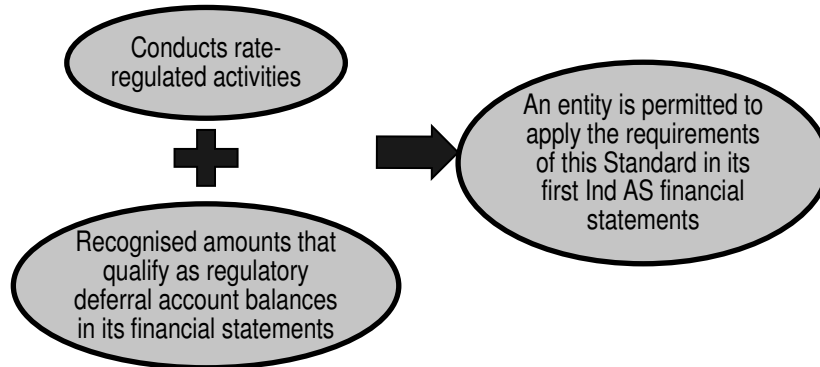 Conducts rate-
regulated activities
Recognised amounts that
qualify as regulatory
deferral account balances
in its financial statements
An entity is permitted to
apply the requirements
of this Standard in its
first Ind AS financial
statements